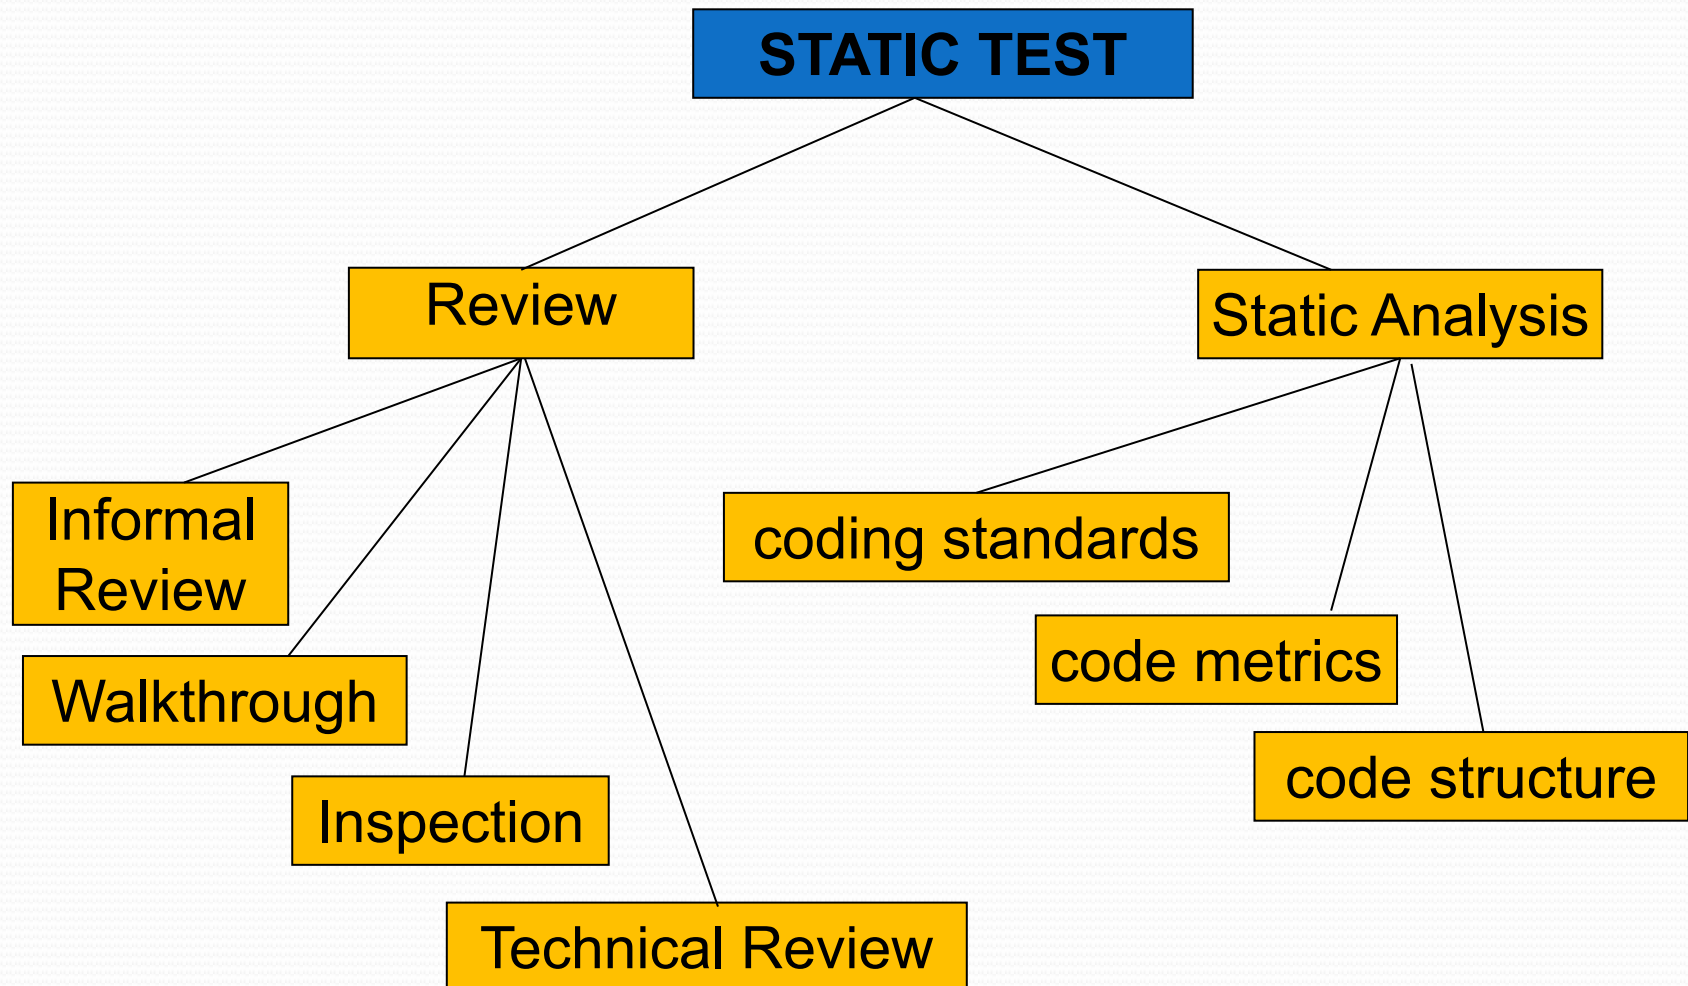 STATIC TEST
Review
Static Analysis
Informal
Review
coding standards
Walkthrough
code metrics
Inspection
code structure
Technical Review